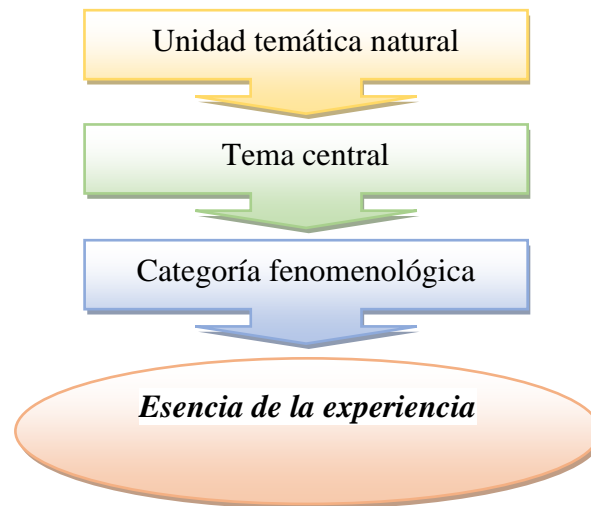 Unidad temática natural
Tema central
Categoría fenomenológica
Esencia de la experiencia